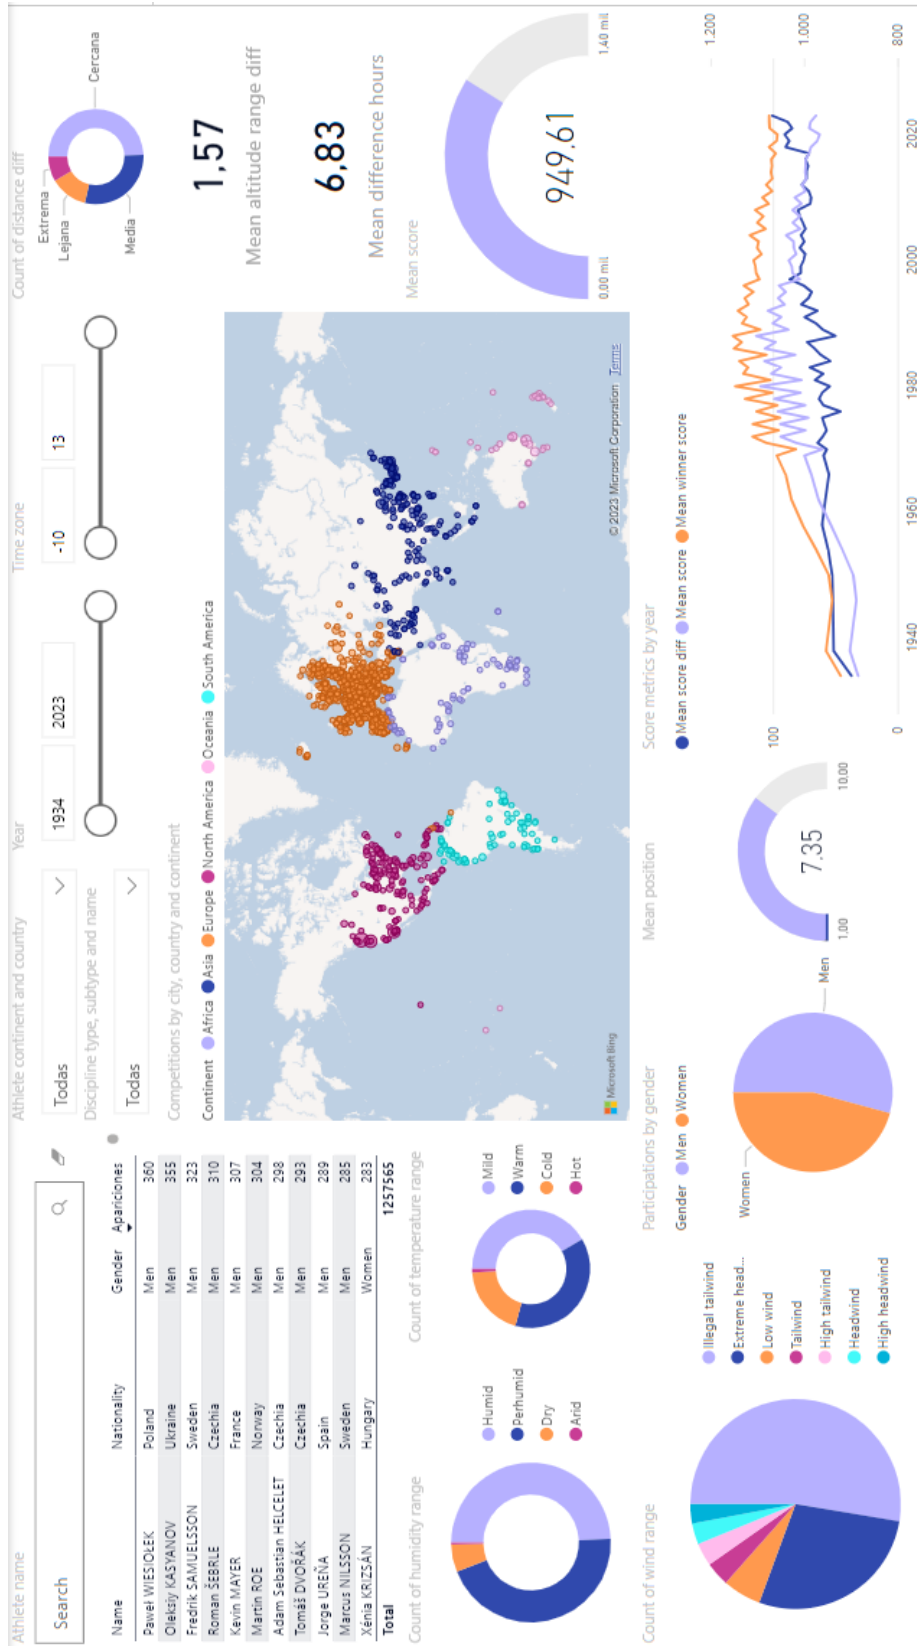 Athlete name
Search
Name Nationality Gender Apariciones
Paweł WIESIOŁEK Poland Men 360
Oleksiy KASYANOV Ukraine Men 355
Fredrik SAMUELSSON Sweden Men 323
Roman ŠEBRLE Czechia Men 310
Kevin MAYER France Men 307
Martin ROE Norway Men 304
Adam Sebastian HELCELET Czechia Men 298
Tomáš DVOŘÁK Czechia Men 293
Jorge UREÑA Spain Men 289
Marcus NILSSON Sweden Men 285
Xénia KRIZSÁN Hungary Women 283
Total 1257565
Athlete continent and country
Todas
Discipline type, subtype and name
Todas
Year
1934 2023
Time zone
-10 13
Count of distance diff
Extrema
Lejana
Media
Cercana
1,57
Mean altitude range diff
6,83
Mean difference hours
Mean score
949.61
0.00 mil 1.40 mil
Competitions by city, country and continent
Continent Africa Asia Europe North America Oceania South America
Microsoft Bing
© 2023 Microsoft Corporation Terms
Count of humidity range
Humid
Perhumid
Dry
Arid
Count of temperature range
Mild
Warm
Cold
Hot
Count of wind range
Illegal tailwind
Extreme head...
Low wind
Tailwind
High tailwind
Headwind
High headwind
Participations by gender
Gender Men Women
Women
Men
Mean position
7.35
1.00 10.00
Score metrics by year
Mean score diff Mean score Mean winner score
100
0
1.200
1.000
800
1940 1960 1980 2000 2020